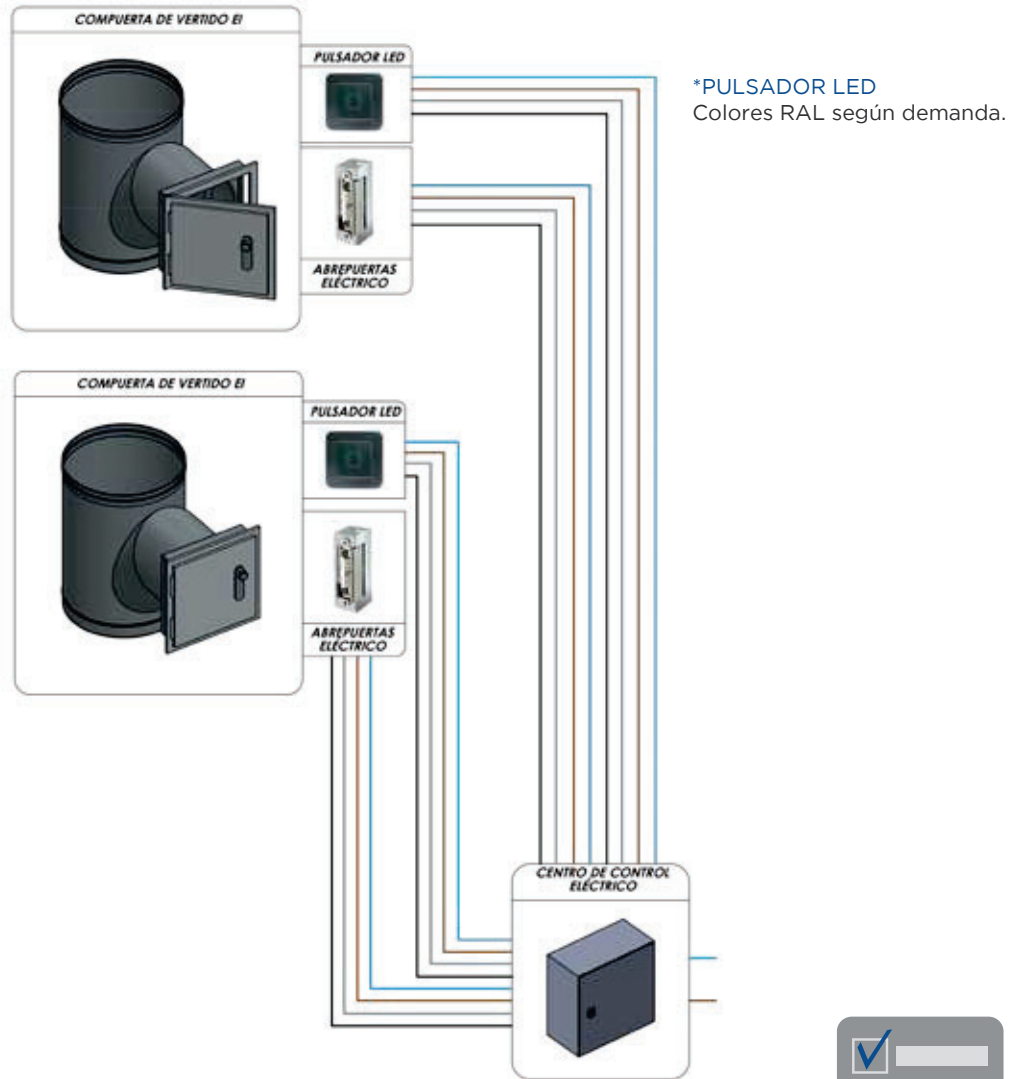 COMPUERTA DE VERTIDO EI
PULSADOR LED
ABREPUERTAS
ELÉCTRICO
*PULSADOR LED
Colores RAL según demanda.
COMPUERTA DE VERTIDO EI
PULSADOR LED
ABREPUERTAS
ELÉCTRICO
CENTRO DE CONTROL
ELÉCTRICO